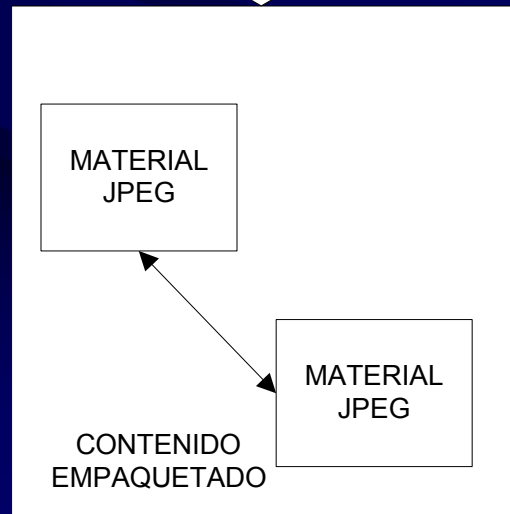 MATERIAL
JPEG
MATERIAL
JPEG
CONTENIDO
EMPAQUETADO